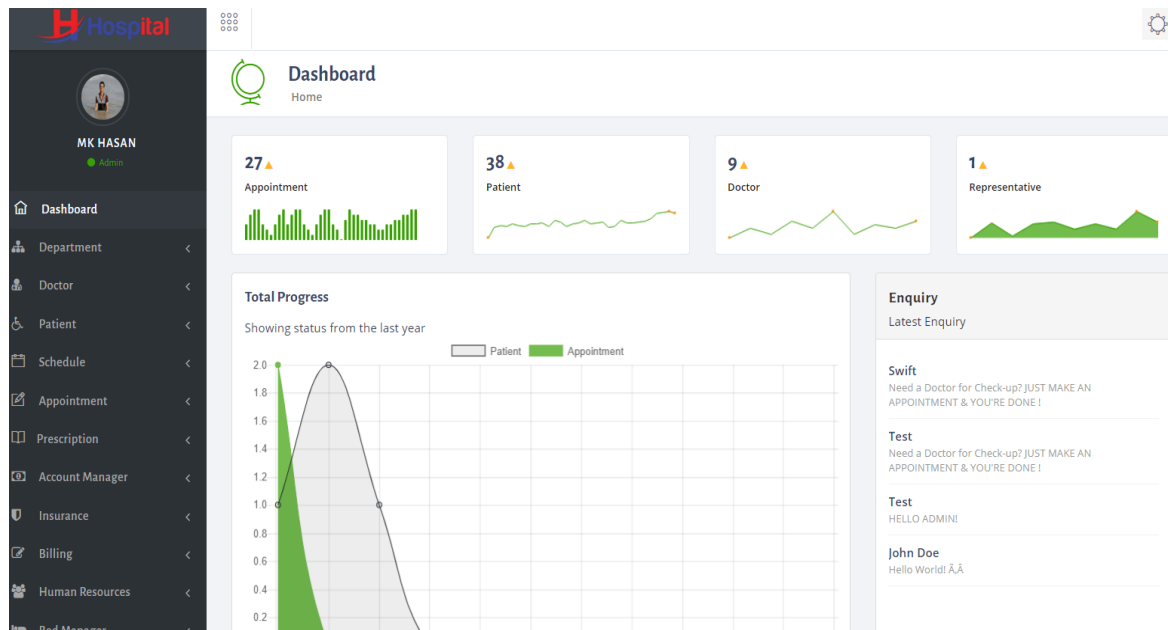 Hospital
MK HASAN
Admin
Dashboard
Department
Doctor
Patient
Schedule
Appointment
Prescription
Account Manager
Insurance
Billing
Human Resources
Bed Manager
Dashboard
Home
27
Appointment
38
Patient
9
Doctor
1
Representative
Total Progress
Showing status from the last year
Patient Appointment
2.0
1.8
1.6
1.4
1.2
1.0
0.8
0.6
0.4
0.2
Enquiry
Latest Enquiry
Swift
Need a Doctor for Check-up? JUST MAKE AN
APPOINTMENT & YOU'RE DONE !
Test
Need a Doctor for Check-up? JUST MAKE AN
APPOINTMENT & YOU'RE DONE !
Test
HELLO ADMIN!
John Doe
Hello World! Ã,Â